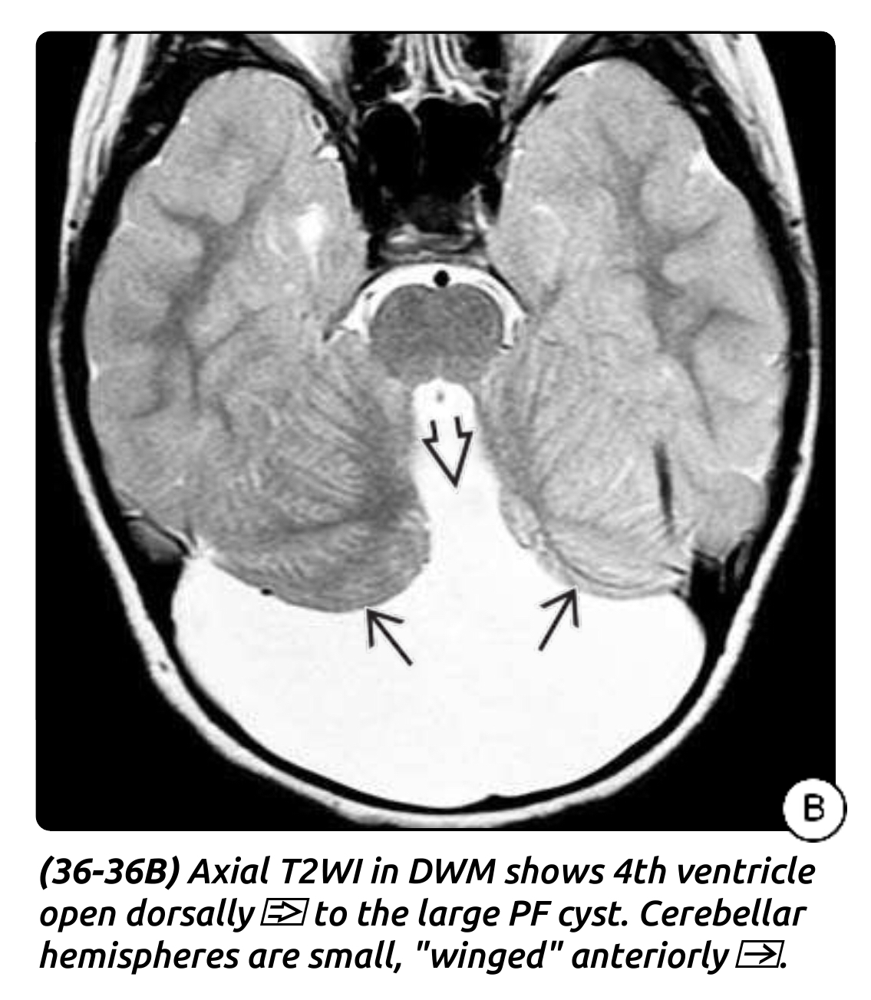 B
(36-36B) Axial T2WI in DWM shows 4th ventricle
open dorsally to the large PF cyst. Cerebellar
hemispheres are small, "winged" anteriorly .